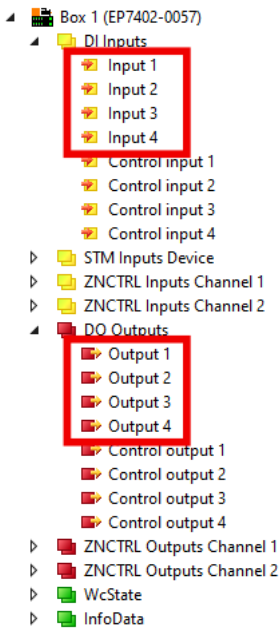 Box 1 (EP7402-0057)
DI Inputs
Input 1
Input 2
Input 3
Input 4
Control input 1
Control input 2
Control input 3
Control input 4
STM Inputs Device
ZNCTRL Inputs Channel 1
ZNCTRL Inputs Channel 2
DO Outputs
Output 1
Output 2
Output 3
Output 4
Control output 1
Control output 2
Control output 3
Control output 4
ZNCTRL Outputs Channel 1
ZNCTRL Outputs Channel 2
WcState
InfoData